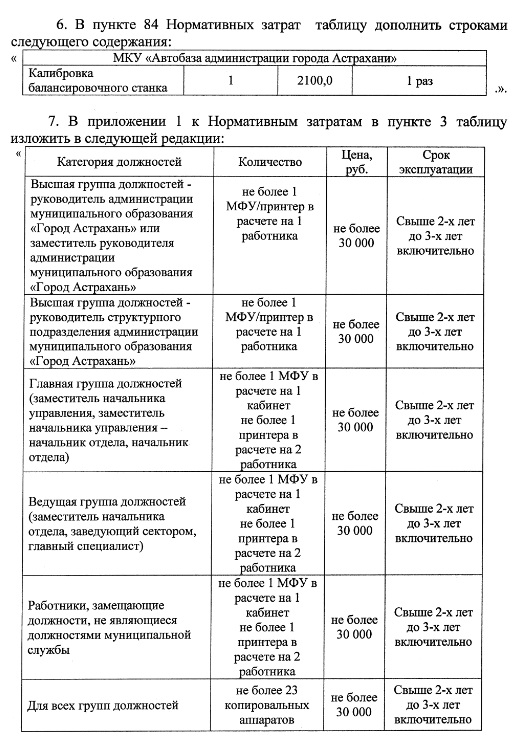 6. В пункте 84 Нормативных затрат таблицу дополнить строками
следующего содержания:
«
МКУ «Автобаза администрации города Астрахани»
Калибровка
балансировочного станка
1
2100,0
1 раз
.».
7. В приложении 1 к Нормативным затратам в пункте 3 таблицу
изложить в следующей редакции:
«
Категория должностей
Количество
Цена,
руб.
Срок
эксплуатации
Высшая группа должпостей -
руководитель администрации
муниципального образования
«Город Астрахань» или
заместитель руководителя
администрации
муниципального образования
«Город Астрахань»
не более 1
МФУ/принтер в
расчете на 1
работника
не более
30 000
Свыше 2-х лет
до 3-х лет
включительно
Высшая группа должностей -
руководитель структурного
подразделения администрации
муниципального образования
«Город Астрахань»
не более 1
МФУ/принтер в
расчете на 1
работника
не более
30 000
Свыше 2-х лет
до 3-х лет
включительно
Главная группа должностей
(заместитель начальника
управления, заместитель
начальника управления –
начальник отдела, начальник
отдела)
не более 1 МФУ в
расчете на 1
кабинет
не более 1
принтера в
расчете на 2
работника
не более
30 000
Свыше 2-х лет
до 3-х лет
включительно
Ведущая группа должностей
(заместитель начальника
отдела, заведующий сектором,
главный специалист)
не более 1 МФУ в
расчете на 1
кабинет
не более 1
принтера в
расчете на 2
работника
не более
30 000
Свыше 2-х лет
до 3-х лет
включительно
Работники, замещающие
должности, не являющиеся
должностями муниципальной
службы
не более 1 МФУ в
расчете на 1
кабинет
не более 1
принтера в
расчете на 2
работника
не более
30 000
Свыше 2-х лет
до 3-х лет
включительно
Для всех групп должностей
не более 23
копировальных
аппаратов
не более
30 000
Свыше 2-х лет
до 3-х лет
включительно